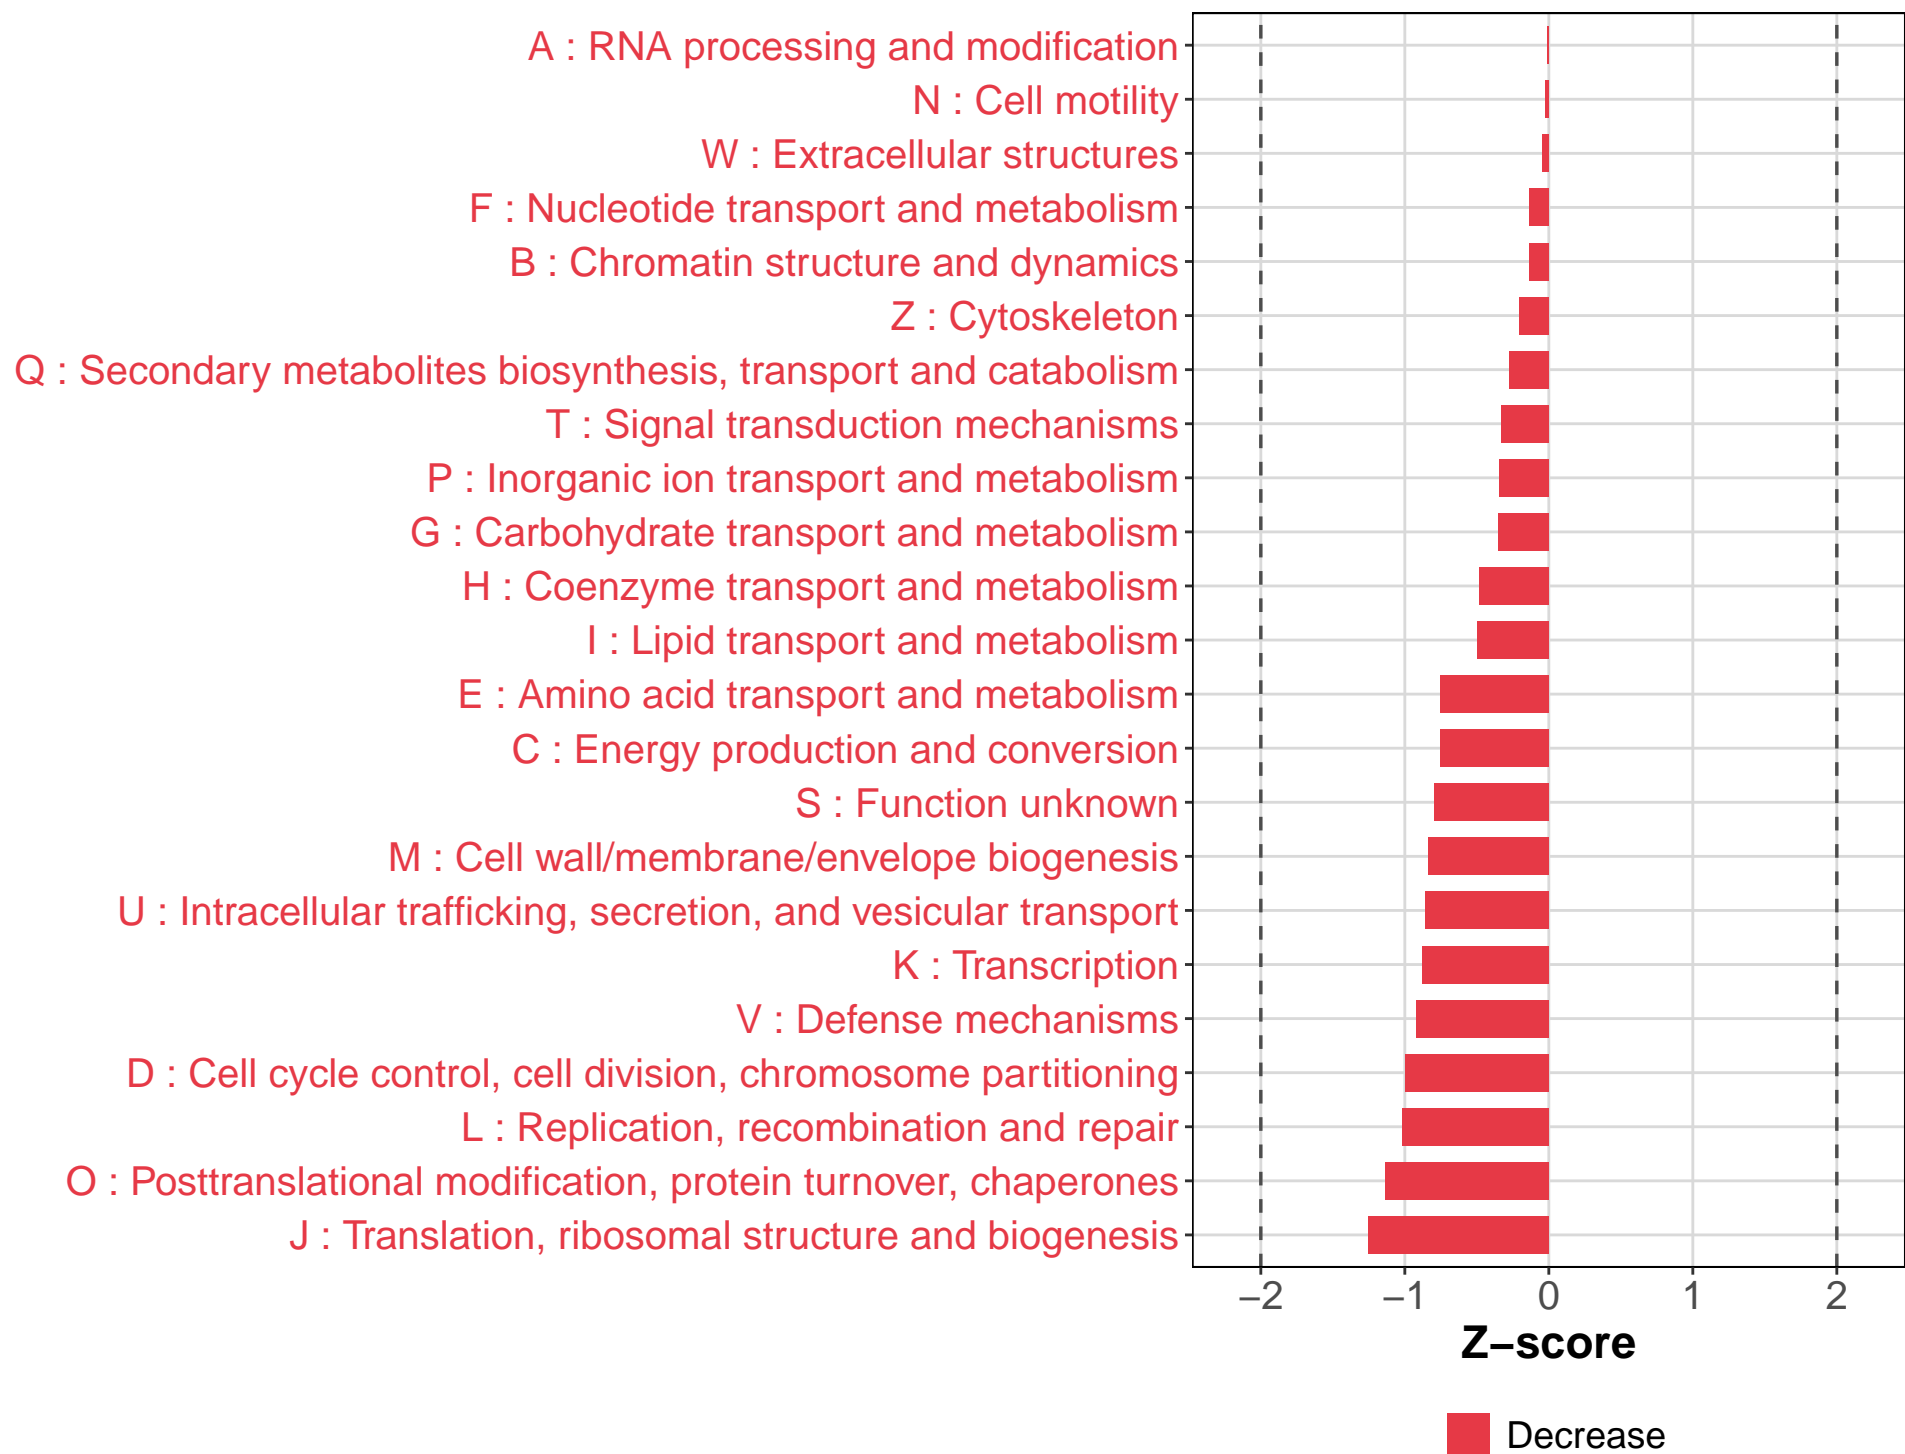 A : RNA processing and modification
N : Cell motility
W : Extracellular structures
F : Nucleotide transport and metabolism
B : Chromatin structure and dynamics
Z : Cytoskeleton
Q : Secondary metabolites biosynthesis, transport and catabolism
T : Signal transduction mechanisms
P : Inorganic ion transport and metabolism
G : Carbohydrate transport and metabolism
H : Coenzyme transport and metabolism
I : Lipid transport and metabolism
E : Amino acid transport and metabolism
C : Energy production and conversion
S : Function unknown
M : Cell wall/membrane/envelope biogenesis
U : Intracellular trafficking, secretion, and vesicular transport
K : Transcription
V : Defense mechanisms
D : Cell cycle control, cell division, chromosome partitioning
L : Replication, recombination and repair
O : Posttranslational modification, protein turnover, chaperones
J : Translation, ribosomal structure and biogenesis
−2 −1 0 1 2
Z−score
Decrease